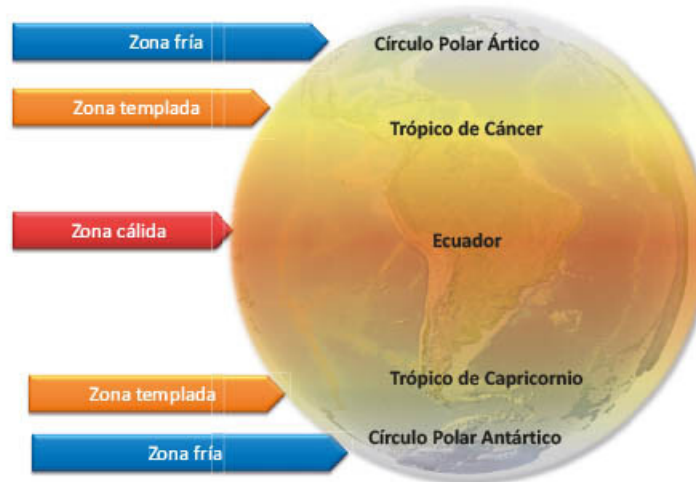 Zona fría
Círculo Polar Ártico
Zona templada
Trópico de Cáncer
Zona cálida
Ecuador
Zona templada
Trópico de Capricornio
Zona fría
Círculo Polar Antártico